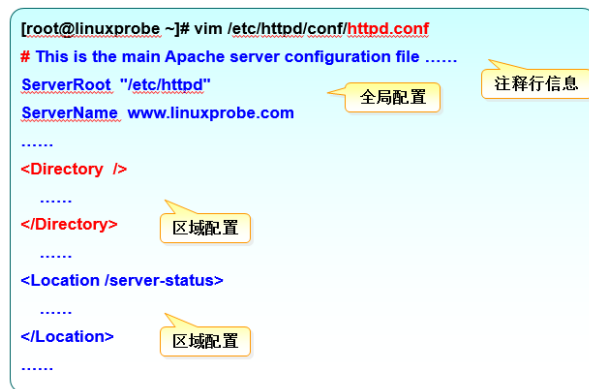 [root@linuxprobe ~]# vim /etc/httpd/conf/httpd.conf
# This is the main Apache server configuration file ……
注释行信息
ServerRoot "/etc/httpd"
全局配置
ServerName www.linuxprobe.com
……
<Directory />
……
</Directory>
区域配置
……
<Location /server-status>
……
</Location>
区域配置
……